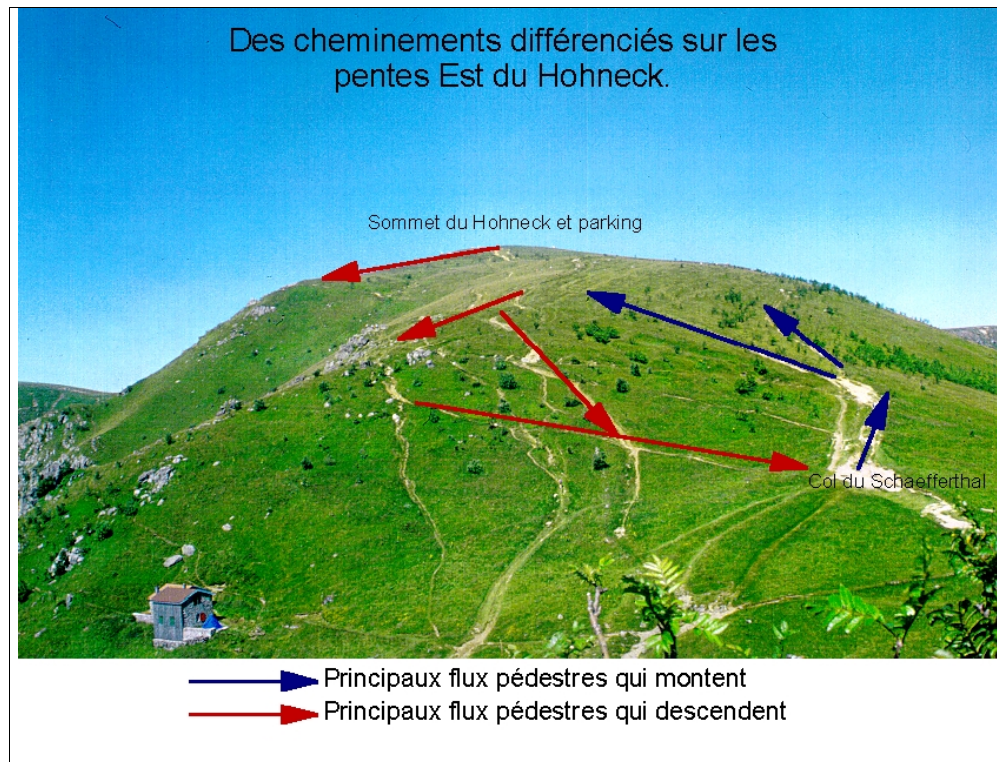 Des cheminements différenciés sur les
pentes Est du Hohneck.
Sommet du Hohneck et parking
Col du Schaefferthal
Principaux flux pédestres qui montent
Principaux flux pédestres qui descendent